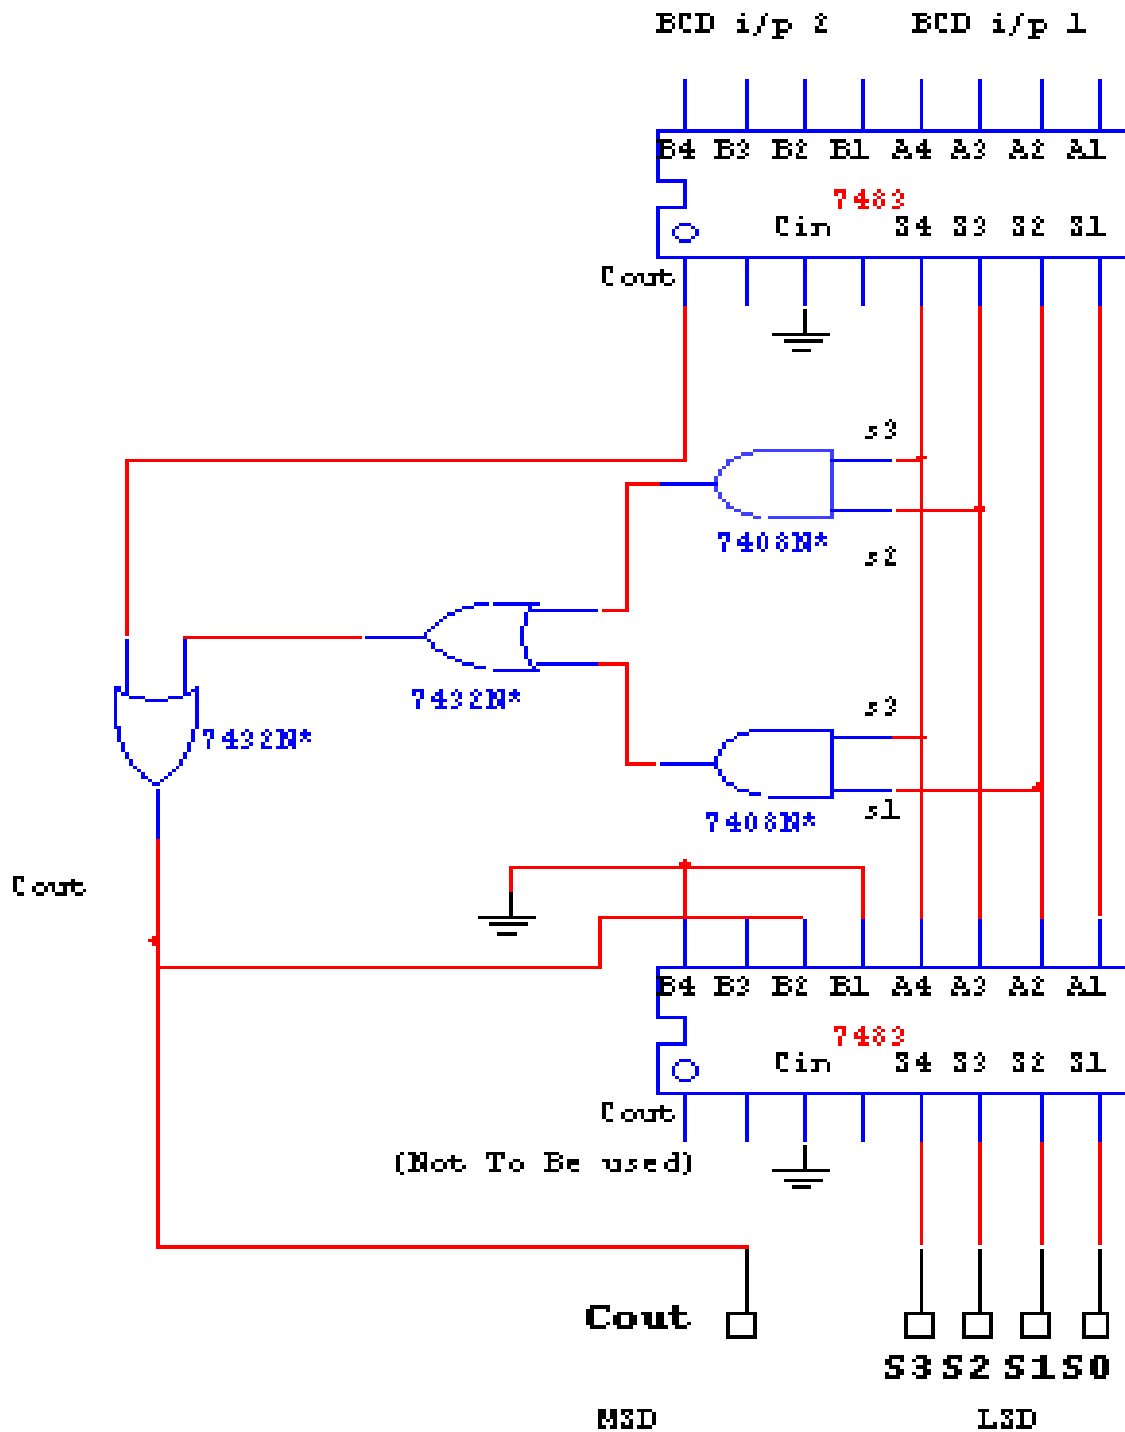 BCD i/p 2 BCD i/p 1
B4 B3 B2 B1 A4 A3 A2 A1
7483
Cin S4 S3 S2 S1
Cout
s3
7408N*
s2
7432N*
s3
7432N*
s1
7408N*
Cout
B4 B3 B2 B1 A4 A3 A2 A1
7483
Cin S4 S3 S2 S1
Cout
(Not To Be used)
Cout
S3 S2 S1 S0
MSD LSD